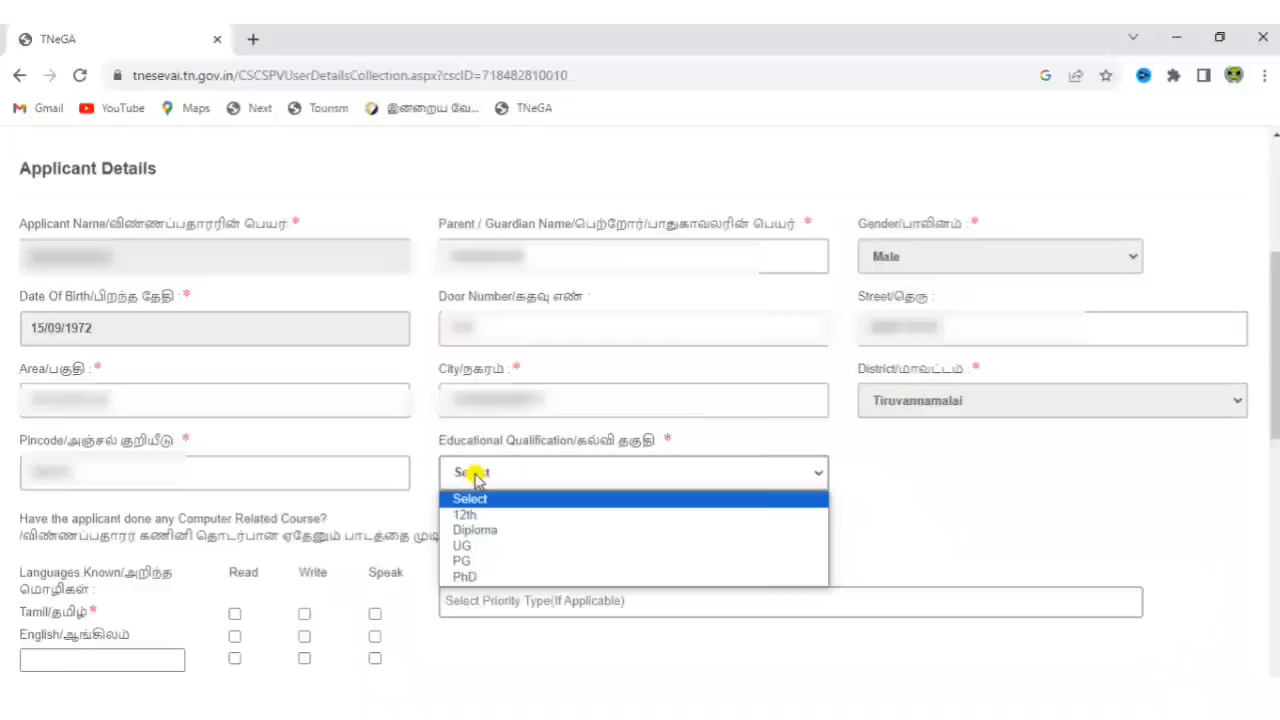 TNeGA
tnesevai.tn.gov.in/CSCSPVUserDetailsCollection.aspx?cscID=718482810010
Gmail YouTube Maps Next Tourism இன்றைய வே... TNeGA
Applicant Details
Applicant Name/விண்ணப்பதாரரின் பெயர்: * Parent / Guardian Name/பெற்றோர்/பாதுகாவலரின் பெயர் : * Gender/பாலினம் : *
Male
Date Of Birth/பிறந்த தேதி : * Door Number/கதவு எண் : Street/தெரு :
15/09/1972
Area/பகுதி : * City/நகரம் : * District/மாவட்டம் : *
Tiruvannamalai
Pincode/அஞ்சல் குறியீடு * Educational Qualification/கல்வி தகுதி *
Select
Select
12th
Diploma
UG
PG
PhD
Have the applicant done any Computer Related Course?
/விண்ணப்பதாரர் கணினி தொடர்பான ஏதேனும் பாடத்தை
Languages Known/அறிந்த மொழிகள் : Read Write Speak
Select Priority Type(If Applicable)
Tamil/தமிழ் *
English/ஆங்கிலம்